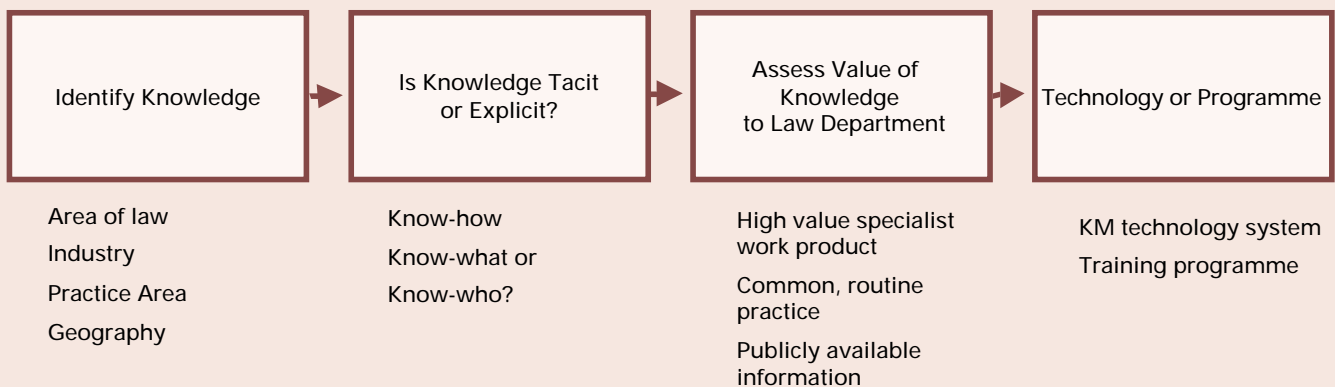 Identify Knowledge
Is Knowledge Tacit
or Explicit?
Assess Value of
Knowledge
to Law Department
Technology or Programme
Area of law
Industry
Practice Area
Geography
Know-how
Know-what or
Know-who?
High value specialist
work product
Common, routine
practice
Publicly available
information
KM technology system
Training programme